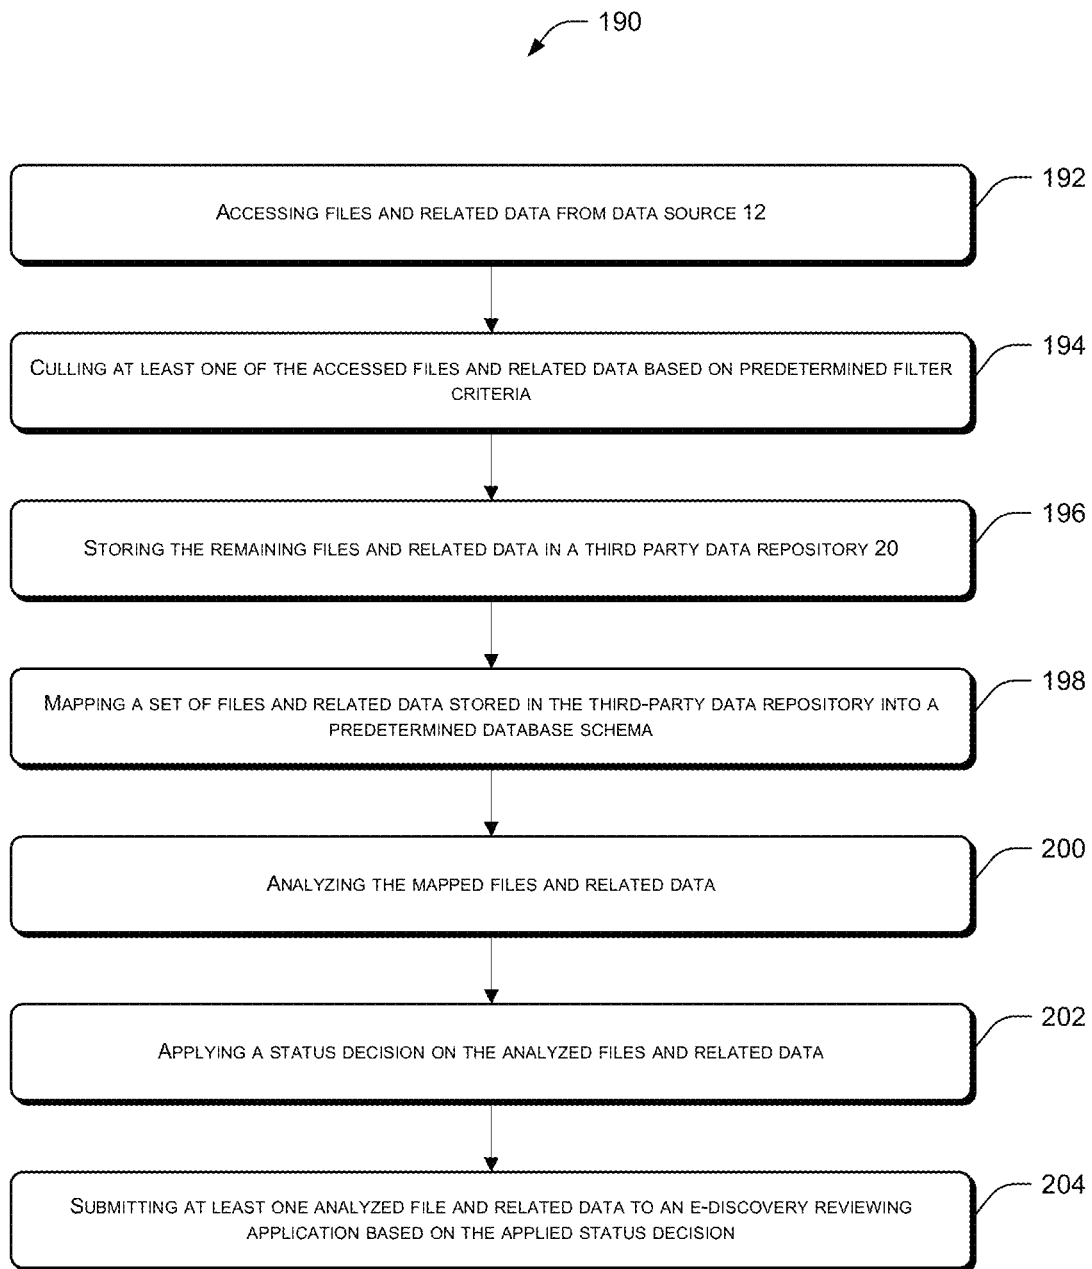 190
192
ACCESSING FILES AND RELATED DATA FROM DATA SOURCE 12
194
CULLING AT LEAST ONE OF THE ACCESSED FILES AND RELATED DATA BASED ON PREDETERMINED FILTER
CRITERIA
196
STORING THE REMAINING FILES AND RELATED DATA IN A THIRD PARTY DATA REPOSITORY 20
198
MAPPING A SET OF FILES AND RELATED DATA STORED IN THE THIRD-PARTY DATA REPOSITORY INTO A
PREDETERMINED DATABASE SCHEMA
200
ANALYZING THE MAPPED FILES AND RELATED DATA
202
APPLYING A STATUS DECISION ON THE ANALYZED FILES AND RELATED DATA
204
SUBMITTING AT LEAST ONE ANALYZED FILE AND RELATED DATA TO AN E-DISCOVERY REVIEWING
APPLICATION BASED ON THE APPLIED STATUS DECISION